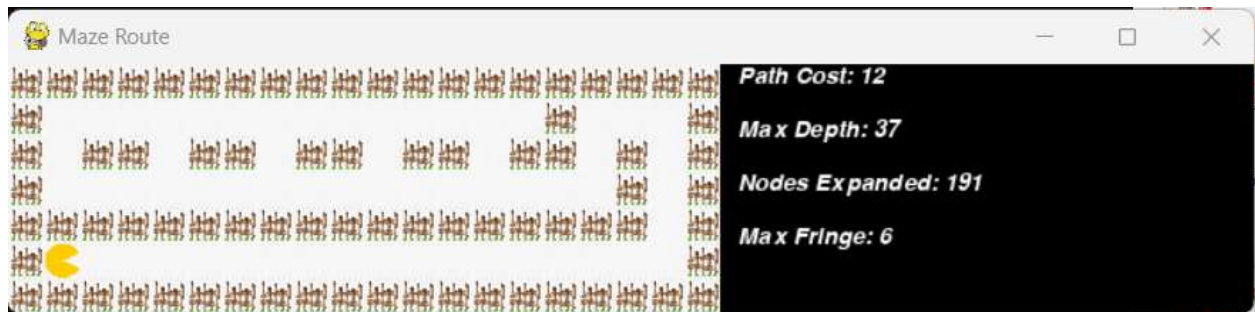 Maze Route
Path Cost: 12
Max Depth: 37
Nodes Expanded: 191
Max Fringe: 6